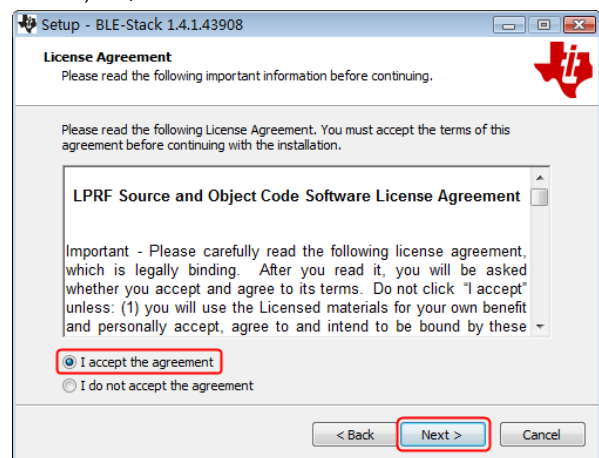 Setup - BLE-Stack 1.4.1.43908
License Agreement
Please read the following important information before continuing.
Please read the following License Agreement. You must accept the terms of this
agreement before continuing with the installation.
LPRF Source and Object Code Software License Agreement
Important - Please carefully read the following license agreement,
which is legally binding. After you read it, you will be asked
whether you accept and agree to its terms. Do not click “I accept”
unless: (1) you will use the Licensed materials for your own benefit
and personally accept, agree to and intend to be bound by these
I accept the agreement
I do not accept the agreement
< Back
Next >
Cancel